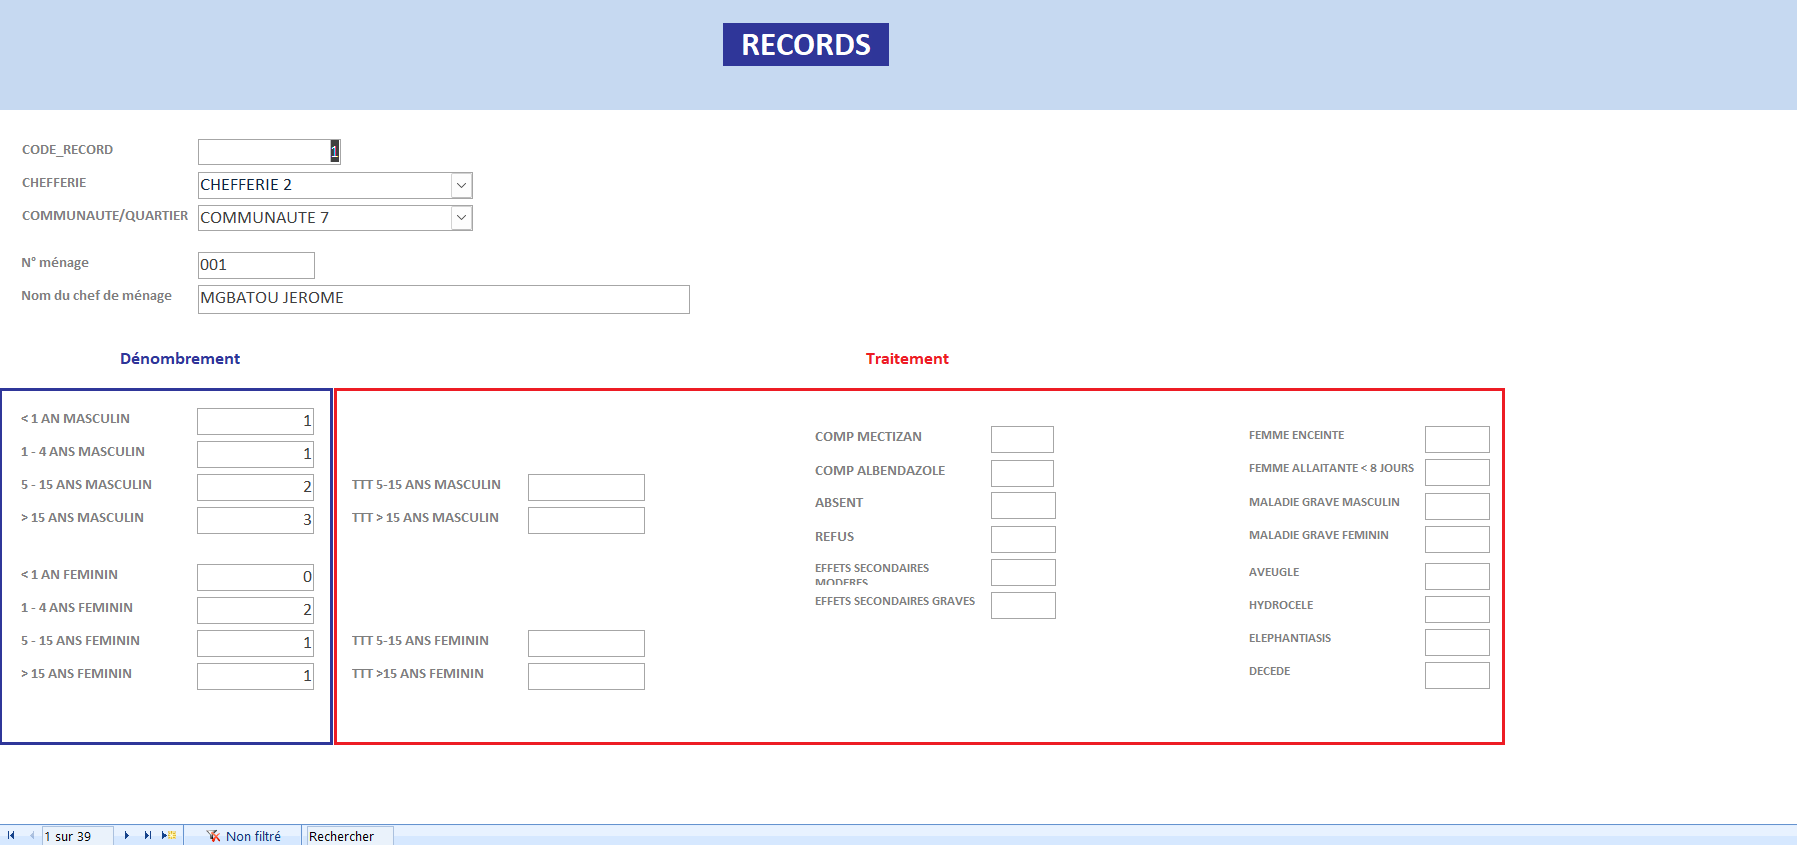 RECORDS
CODE_RECORD 1
CHEFFERIE CHEFFERIE 2
COMMUNAUTE/QUARTIER COMMUNAUTE 7
N° ménage 001
Nom du chef de ménage MGBATOU JEROME
Dénombrement
< 1 AN MASCULIN 1
1 - 4 ANS MASCULIN 1
5 - 15 ANS MASCULIN 2
> 15 ANS MASCULIN 3
< 1 AN FEMININ 0
1 - 4 ANS FEMININ 2
5 - 15 ANS FEMININ 1
> 15 ANS FEMININ 1
Traitement
TTT 5-15 ANS MASCULIN
TTT > 15 ANS MASCULIN
TTT 5-15 ANS FEMININ
TTT >15 ANS FEMININ
COMP MECTIZAN
COMP ALBENDAZOLE
ABSENT
REFUS
EFFETS SECONDAIRES
MODERES
EFFETS SECONDAIRES GRAVES
FEMME ENCEINTE
FEMME ALLAITANTE < 8 JOURS
MALADIE GRAVE MASCULIN
MALADIE GRAVE FEMININ
AVEUGLE
HYDROCELE
ELEPHANTIASIS
DECEDE
1 sur 39 Non filtré Rechercher